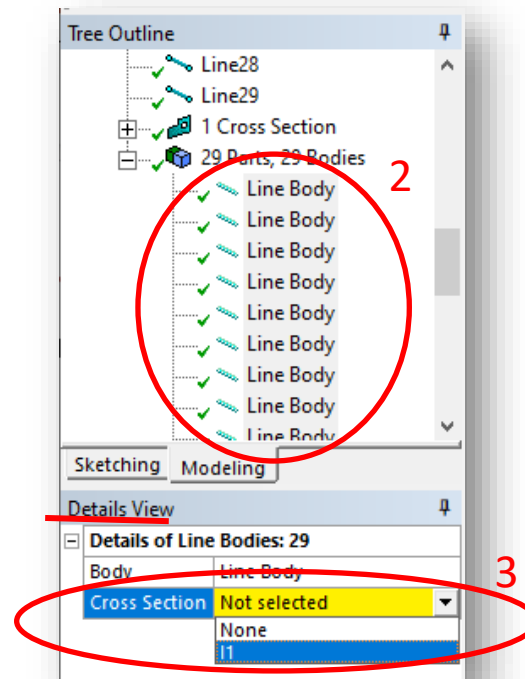 Tree Outline
Line28
Line29
1 Cross Section
29 Parts, 29 Bodies
2
Line Body
Line Body
Line Body
Line Body
Line Body
Line Body
Line Body
Line Body
Line Body
Sketching Modeling
Details View
Details of Line Bodies: 29
3
Body Line Body
Cross Section Not selected
None
I1